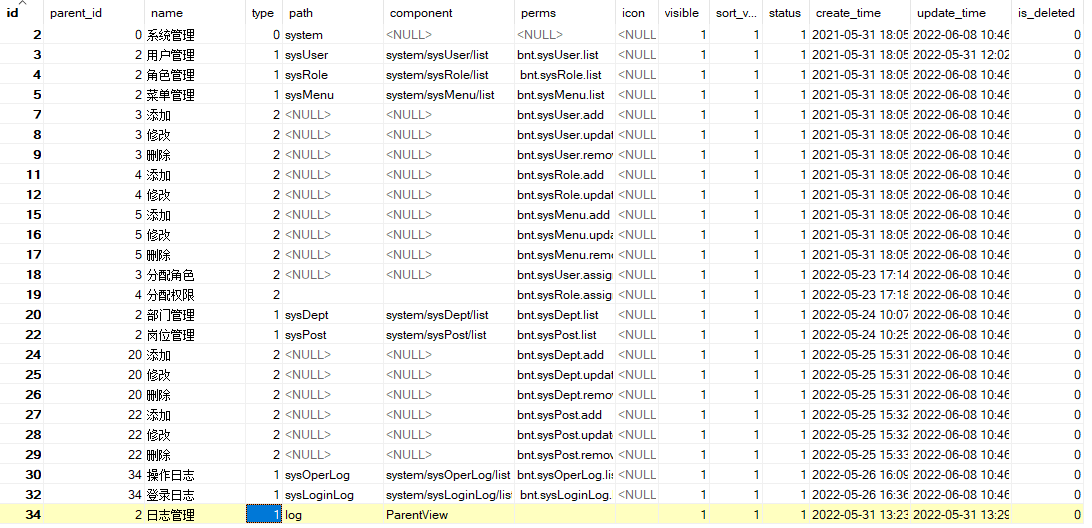 id parent_id name type path component perms icon visible sort_v... status create_time update_time is_deleted
2 0 系统管理 0 system <NULL> <NULL> <NULL 1 1 1 2021-05-31 18:05 2022-06-08 10:46 0
3 2 用户管理 1 sysUser system/sysUser/list bnt.sysUser.list <NULL 1 1 1 2021-05-31 18:05 2022-05-31 12:02 0
4 2 角色管理 1 sysRole system/sysRole/list bnt.sysRole.list <NULL 1 1 1 2021-05-31 18:05 2022-06-08 10:46 0
5 2 菜单管理 1 sysMenu system/sysMenu/list bnt.sysMenu.list <NULL 1 1 1 2021-05-31 18:05 2022-06-08 10:46 0
7 3 添加 2 <NULL> <NULL> bnt.sysUser.add <NULL 1 1 1 2021-05-31 18:05 2022-06-08 10:46 0
8 3 修改 2 <NULL> <NULL> bnt.sysUser.updat <NULL 1 1 1 2021-05-31 18:05 2022-06-08 10:46 0
9 3 删除 2 <NULL> <NULL> bnt.sysUser.remov <NULL 1 1 1 2021-05-31 18:05 2022-06-08 10:46 0
11 4 添加 2 <NULL> <NULL> bnt.sysRole.add <NULL 1 1 1 2021-05-31 18:05 2022-06-08 10:46 0
12 4 修改 2 <NULL> <NULL> bnt.sysRole.updat <NULL 1 1 1 2021-05-31 18:05 2022-06-08 10:46 0
15 5 添加 2 <NULL> <NULL> bnt.sysMenu.add <NULL 1 1 1 2021-05-31 18:05 2022-06-08 10:46 0
16 5 修改 2 <NULL> <NULL> bnt.sysMenu.upda <NULL 1 1 1 2021-05-31 18:05 2022-06-08 10:46 0
17 5 删除 2 <NULL> <NULL> bnt.sysMenu.rem <NULL 1 1 1 2021-05-31 18:05 2022-06-08 10:46 0
18 3 分配角色 2 <NULL> <NULL> bnt.sysUser.assig <NULL 1 1 1 2022-05-23 17:14 2022-06-08 10:46 0
19 4 分配权限 2 bnt.sysRole.assig <NULL 1 1 1 2022-05-23 17:18 2022-06-08 10:46 0
20 2 部门管理 1 sysDept system/sysDept/list bnt.sysDept.list <NULL 1 1 1 2022-05-24 10:07 2022-06-08 10:46 0
22 2 岗位管理 1 sysPost system/sysPost/list bnt.sysPost.list <NULL 1 1 1 2022-05-24 10:25 2022-06-08 10:46 0
24 20 添加 2 <NULL> <NULL> bnt.sysDept.add <NULL 1 1 1 2022-05-25 15:31 2022-06-08 10:46 0
25 20 修改 2 <NULL> <NULL> bnt.sysDept.updat <NULL 1 1 1 2022-05-25 15:31 2022-06-08 10:46 0
26 20 删除 2 <NULL> <NULL> bnt.sysDept.remov <NULL 1 1 1 2022-05-25 15:31 2022-06-08 10:46 0
27 22 添加 2 <NULL> <NULL> bnt.sysPost.add <NULL 1 1 1 2022-05-25 15:32 2022-06-08 10:46 0
28 22 修改 2 <NULL> <NULL> bnt.sysPost.updat <NULL 1 1 1 2022-05-25 15:32 2022-06-08 10:46 0
29 22 删除 2 <NULL> <NULL> bnt.sysPost.remov <NULL 1 1 1 2022-05-25 15:33 2022-06-08 10:46 0
30 34 操作日志 1 sysOperLog system/sysOperLog/list bnt.sysOperLog.lis <NULL 1 1 1 2022-05-26 16:09 2022-06-08 10:46 0
32 34 登录日志 1 sysLoginLog system/sysLoginLog/lis bnt.sysLoginLog. <NULL 1 1 1 2022-05-26 16:36 2022-06-08 10:46 0
34 2 日志管理 1 log ParentView 1 1 1 2022-05-31 13:23 2022-05-31 13:29 0